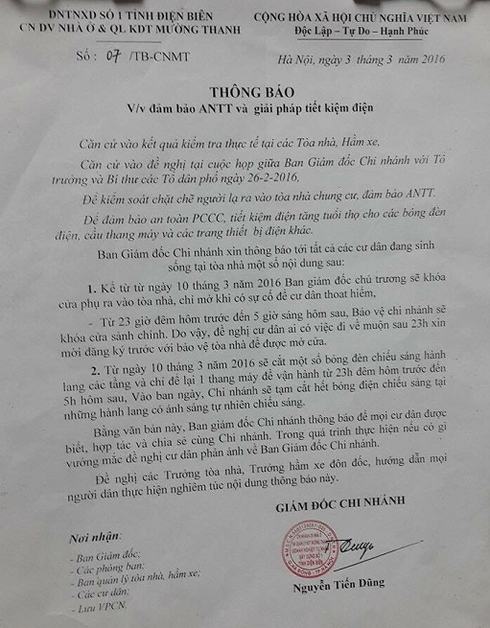 DNTNXD SỐ 1 TỈNH ĐIỆN BIÊN
CN DV NHÀ Ở & QL KDT MƯỜNG THANH
CỘNG HÒA XÃ HỘI CHỦ NGHĨA VIỆT NAM
Độc Lập – Tự Do – Hạnh Phúc
Số : 07 /TB-CNMT
Hà Nội, ngày 3 tháng 3 năm 2016
THÔNG BÁO
V/v đảm bảo ANTT và giải pháp tiết kiệm điện
Căn cứ vào kết quả kiểm tra thực tế tại các Tòa nhà, Hầm xe,
Căn cứ vào đề nghị tại cuộc họp giữa Ban Giám đốc Chi nhánh với Tổ
trưởng và Bí thư các Tổ dân phố ngày 26-2-2016,
Để kiểm soát chặt chẽ người lạ ra vào tòa nhà chung cư, đảm bảo ANTT.
Để đảm bảo an toàn PCCC, tiết kiệm điện tăng tuổi thọ cho các bóng đèn
điện, cầu thang máy và các trang thiết bị điện khác.
Ban Giám đốc Chi nhánh xin thông báo tới tất cả các cư dân đang sinh
sống tại tòa nhà một số nội dung sau:
1. Kể từ từ ngày 10 tháng 3 năm 2016 Ban giám đốc chủ trương sẽ khóa
cửa phụ ra vào tòa nhà, chỉ mở khi có sự cố để cư dân thoát hiểm,
- Từ 23 giờ đêm hôm trước đến 5 giờ sáng hôm sau, Bảo vệ chi nhánh sẽ
khóa cửa sảnh chính. Do vậy, đề nghị cư dân ai có việc đi về muộn sau 23h xin
mời đăng ký trước với bảo vệ tòa nhà để được mở cửa.
2. Từ ngày 10 tháng 3 năm 2016 sẽ cắt một số bóng đèn chiếu sáng hành
lang các tầng và chỉ để lại 1 thang máy để vận hành từ 23h đêm hôm trước đến
5h hôm sau, Vào ban ngày, Chi nhánh sẽ tạm cắt hết bóng điện chiếu sáng tại
những hành lang có ánh sáng tự nhiên chiếu sáng.
Bằng văn bản này, Ban giám đốc Chi nhánh thông báo để mọi cư dân được
biết, hợp tác và chia sẻ cùng Chi nhánh. Trong quá trình thực hiện nếu có gì
vướng mắc đề nghị cư dân phản ánh về Ban Giám đốc Chi nhánh.
Đề nghị các Trưởng tòa nhà, Trưởng hầm xe đôn đốc, hướng dẫn mọi
người dân thực hiện nghiêm túc nội dung thông báo này.
GIÁM ĐỐC CHI NHÁNH
Nơi nhận:
- Ban Giám đốc;
- Các phòng ban;
- Ban quản lý tòa nhà, hầm xe;
- Các cư dân;
- Lưu VPCN.
Nguyễn Tiến Dũng